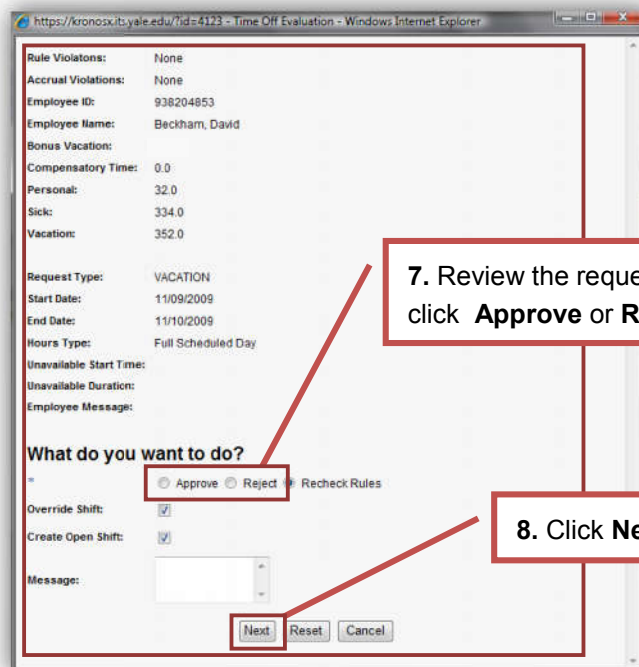 https://kronosx.its.yale.edu/?id=4123 - Time Off Evaluation - Windows Internet Explorer
Rule Violatons: None
Accrual Violations: None
Employee ID: 938204853
Employee Name: Beckham, David
Bonus Vacation:
Compensatory Time: 0.0
Personal: 32.0
Sick: 334.0
Vacation: 352.0
Request Type: VACATION
Start Date: 11/09/2009
End Date: 11/10/2009
Hours Type: Full Scheduled Day
Unavailable Start Time:
Unavailable Duration:
Employee Message:
7. Review the reque
click Approve or R
What do you want to do?
Approve Reject Recheck Rules
Override Shift:
Create Open Shift:
8. Click Ne
Message:
Next Reset Cancel